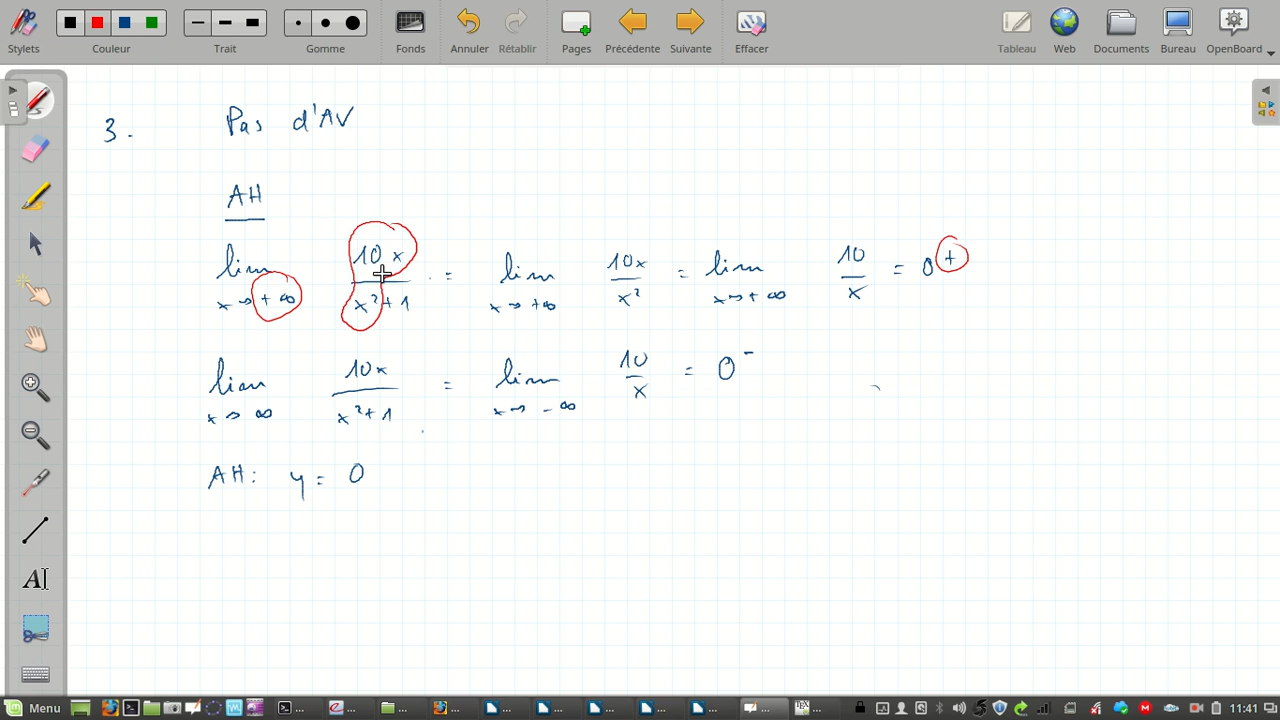 Stylets Couleur Trait Gomme Fonds Annuler Rétablir Pages Précédente Suivante Effacer Tableau Web Documents Bureau OpenBoard
3. Pas d'AV
AH
lim x→+∞ 10x/(x²+1) = lim x→+∞ 10x/x² = lim x→+∞ 10/x = 0⁺
lim x→∞ 10x/(x²+1) = lim x→-∞ 10/x = 0⁻
AH: y = 0
Menu 11:41